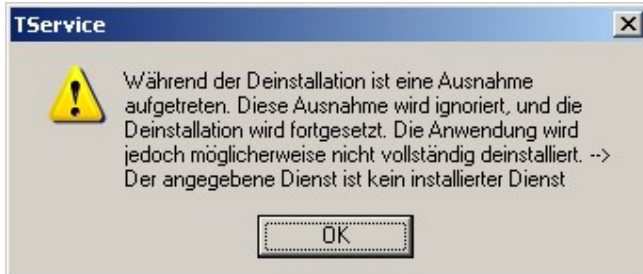 TService
Während der Deinstallation ist eine Ausnahme
aufgetreten. Diese Ausnahme wird ignoriert, und die
Deinstallation wird fortgesetzt. Die Anwendung wird
jedoch möglicherweise nicht vollständig deinstalliert. -->
Der angegebene Dienst ist kein installierter Dienst
OK